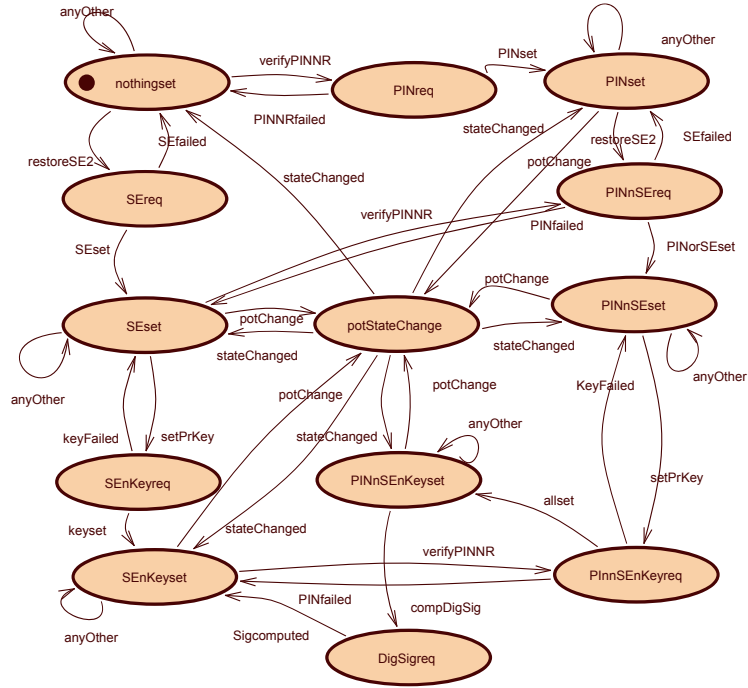 anyOther
verifyPINNR
PINset
anyOther
nothingset
PINreq
PINset
PINNRfailed
stateChanged
restoreSE2
SEfailed
restoreSE2
SEfailed
potChange
stateChanged
SEreq
PINnSEreq
verifyPINNR
PINfailed
SEset
PINorSEset
potChange
PINnSEset
SEset
potChange
potStateChange
stateChanged
stateChanged
anyOther
KeyFailed
anyOther
potChange
potChange
anyOther
keyFailed
setPrKey
stateChanged
setPrKey
SEnKeyreq
PINnSEnKeyset
allset
keyset
stateChanged
verifyPINNR
SEnKeyset
PInnSEnKeyreq
PINfailed
compDigSig
anyOther
Sigcomputed
DigSigreq